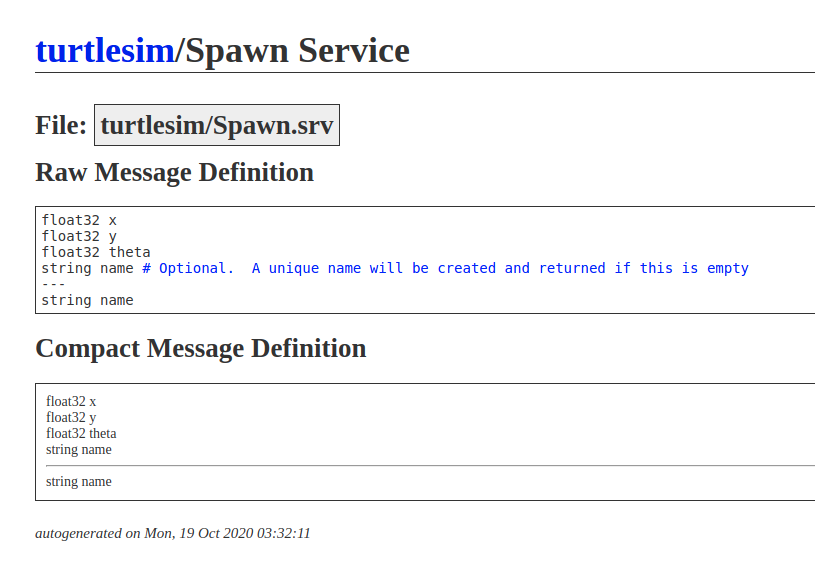 turtlesim/Spawn Service
File: turtlesim/Spawn.srv
Raw Message Definition
float32 x
float32 y
float32 theta
string name # Optional.  A unique name will be created and returned if this is empty
---
string name
Compact Message Definition
float32 x
float32 y
float32 theta
string name
string name
autogenerated on Mon, 19 Oct 2020 03:32:11